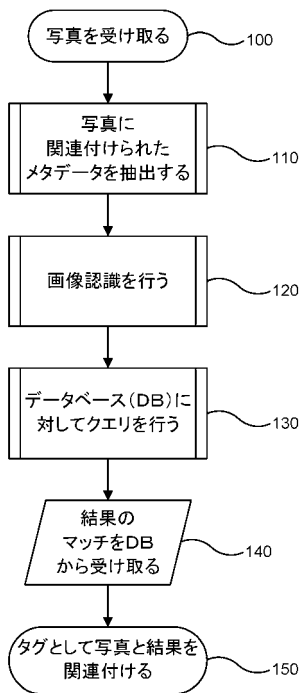 写真を受け取る
100
写真に
関連付けられた
メタデータを抽出する
110
画像認識を行う
120
データベース(DB)に
対してクエリを行う
130
結果の
マッチをDB
から受け取る
140
タグとして写真と結果を
関連付ける
150